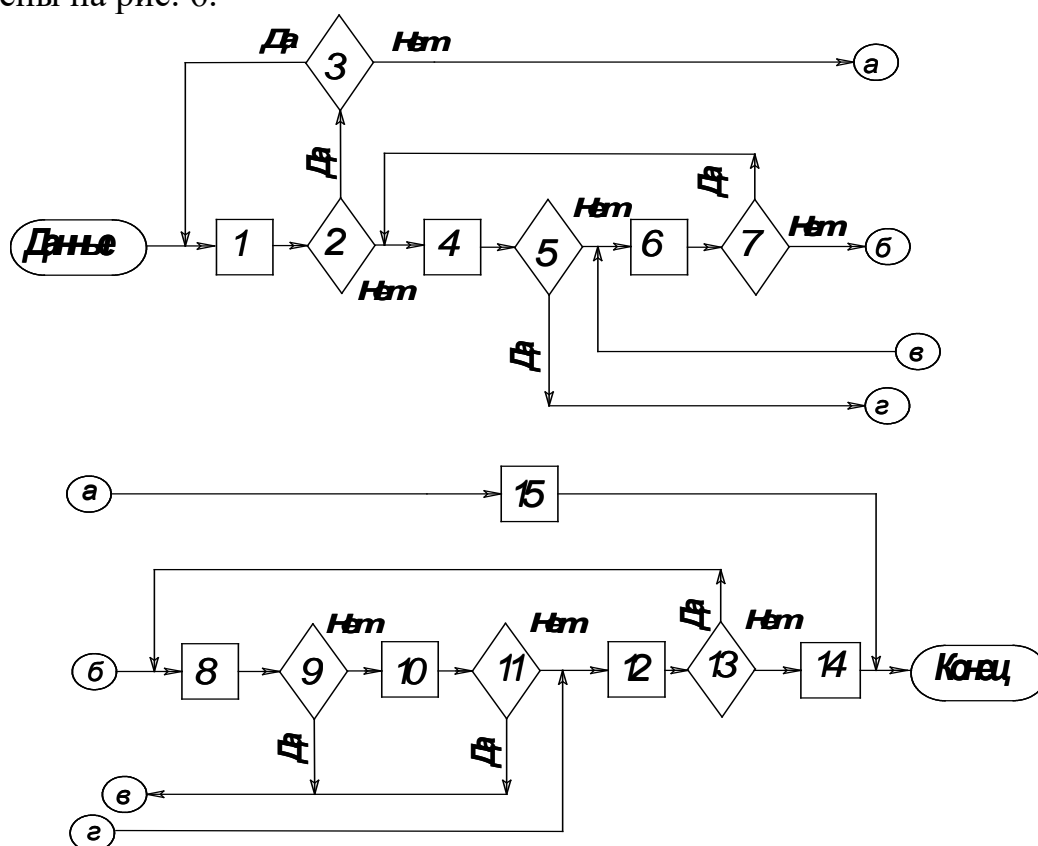 ены на рис. 6.
Да Нет
3
а
Да
Да
Данные
1
2
4
5
Нет
6
7
Нет
б
Нет
Да
в
г
а
15
Да
Нет
Нет
Нет
б
8
9
10
11
12
13
14
Конец
Да
Да
в
г